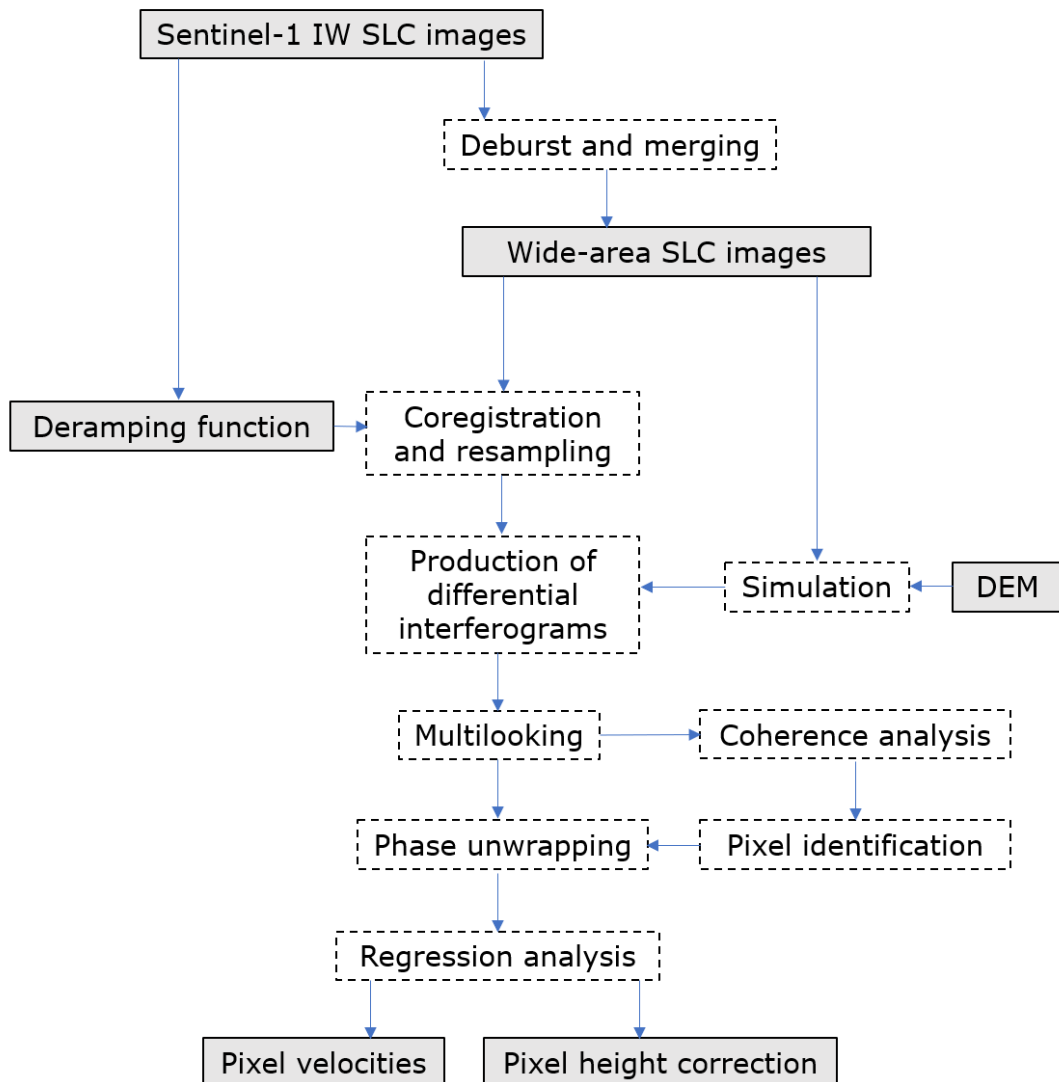 Sentinel-1 IW SLC images
Deburst and merging
Wide-area SLC images
Deramping function
Coregistration
and resampling
Production of
differential
interferograms
Simulation
DEM
Multilooking
Coherence analysis
Phase unwrapping
Pixel identification
Regression analysis
Pixel velocities
Pixel height correction